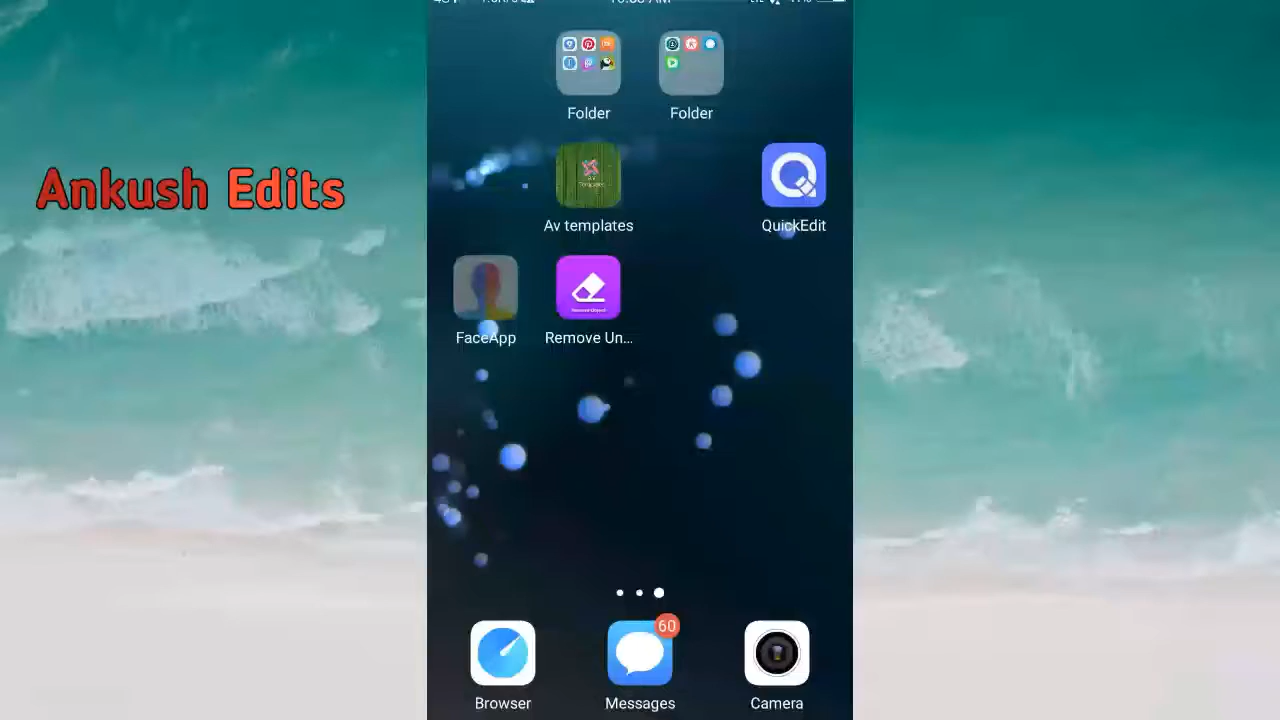 Folder
Folder
Ankush Edits
Av templates
QuickEdit
FaceApp
Remove Un...
60
Browser
Messages
Camera